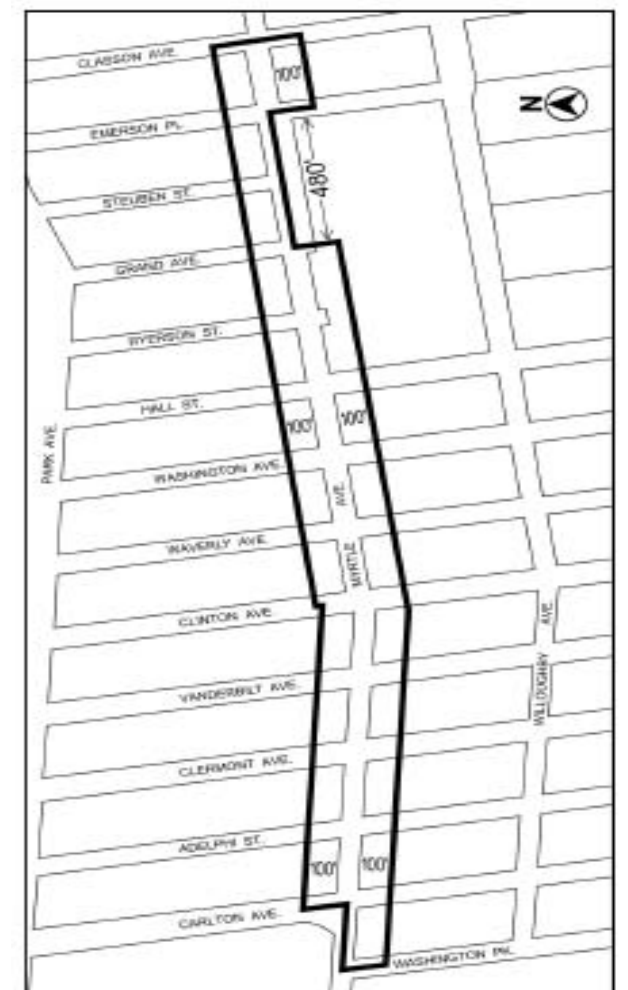 CLASSON AVE.
100'
N
EMERSON PL.
480'
STEUBEN ST.
GRAND AVE.
RYERSON ST.
HALL ST.
100'
100'
PARK AVE.
WASHINGTON AVE.
MYRTLE AVE.
WAVERLY AVE.
CLINTON AVE.
WILLOUGHBY AVE.
VANDERBILT AVE.
CLERMONT AVE.
ADELPHI ST.
100'
100'
CARLTON AVE.
WASHINGTON PK.